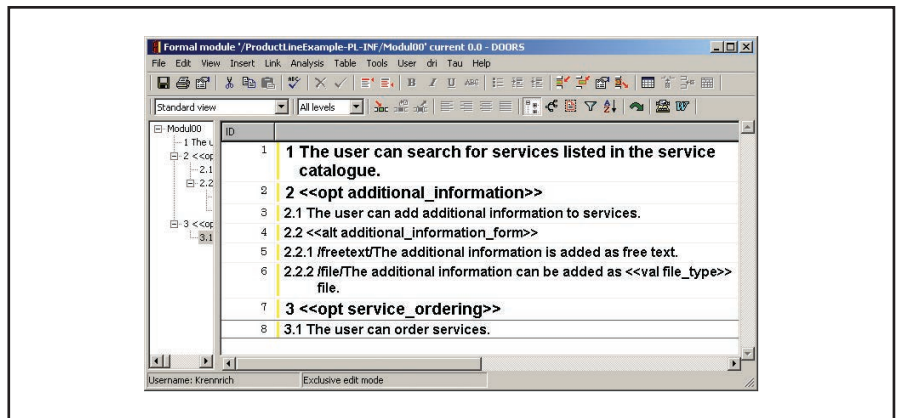 Formal module '/ProductLineExample-PL-INF/Modul00' current 0.0 - DOORS
File Edit View Insert Link Analysis Table Tools User dri Tau Help
B I U ABC
Standard view All levels
Modul00
1 The u
2 <<op
2.1
2.2
3 <<op
3.1
ID
1 1 The user can search for services listed in the service
catalogue.
2 2 <<opt additional_information>>
3 2.1 The user can add additional information to services.
4 2.2 <<alt additional_information_form>>
5 2.2.1 /freetext/The additional information is added as free text.
6 2.2.2 /file/The additional information can be added as <<val file_type>>
file.
7 3 <<opt service_ordering>>
8 3.1 The user can order services.
Username: Krennrich Exclusive edit mode